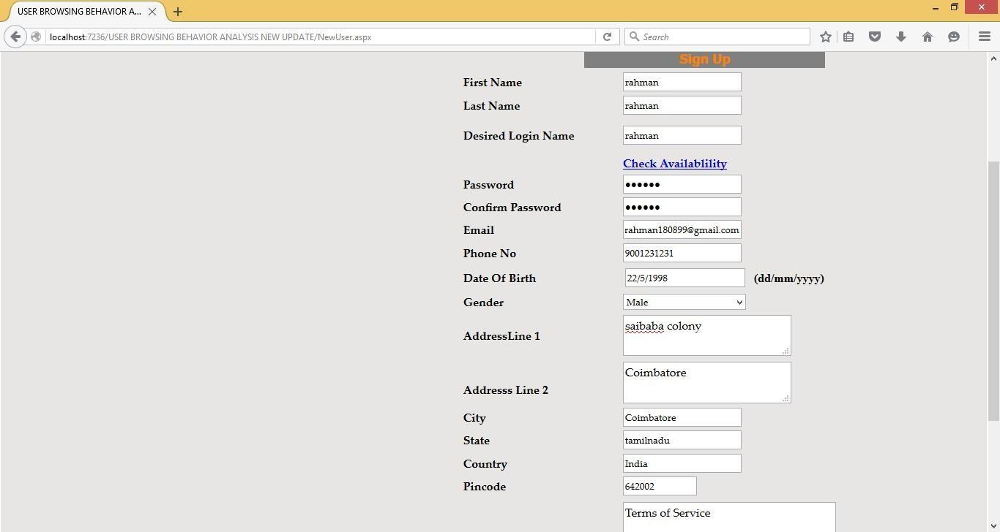 USER BROWSING BEHAVIOR A...
localhost:7236/USER BROWSING BEHAVIOR ANALYSIS NEW UPDATE/NewUser.aspx
Search
Sign Up
First Name rahman
Last Name rahman
Desired Login Name rahman
Check Availablility
Password ••••••
Confirm Password ••••••
Email rahman180899@gmail.com
Phone No 9001231231
Date Of Birth 22/5/1998 (dd/mm/yyyy)
Gender Male
AddressLine 1 saibaba colony
Addresss Line 2 Coimbatore
City Coimbatore
State tamilnadu
Country India
Pincode 642002
Terms of Service